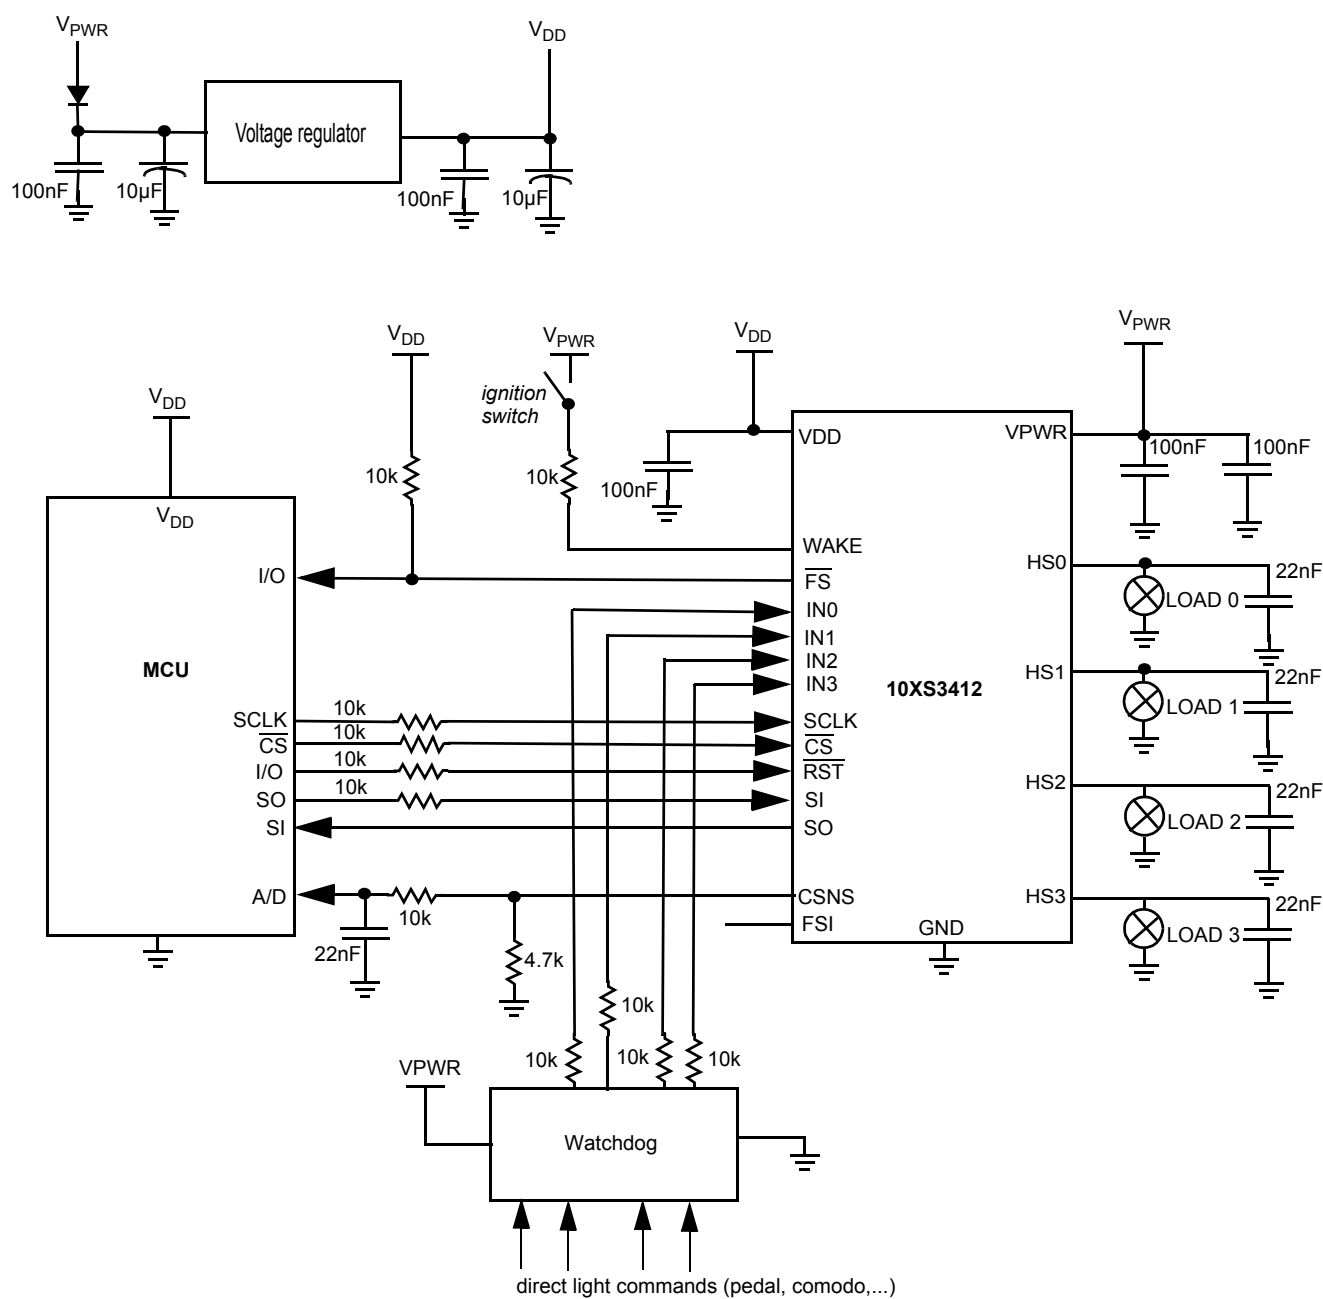 VPWR
VDD
Voltage regulator
100nF
10µF
100nF
10µF
VDD
VPWR
VDD
VPWR
ignition
switch
VDD
10k
10k
100nF
VDD
VPWR
100nF
100nF
VDD
WAKE
I/O
FS
HS0
22nF
LOAD 0
IN0
IN1
IN2
IN3
MCU
10XS3412
HS1
22nF
LOAD 1
SCLK
10k
SCLK
CS
10k
CS
I/O
10k
RST
SO
10k
SI
SI
SO
HS2
22nF
LOAD 2
A/D
10k
CSNS
FSI
GND
HS3
22nF
LOAD 3
22nF
4.7k
10k
10k
10k
10k
VPWR
Watchdog
direct light commands (pedal, comodo,...)